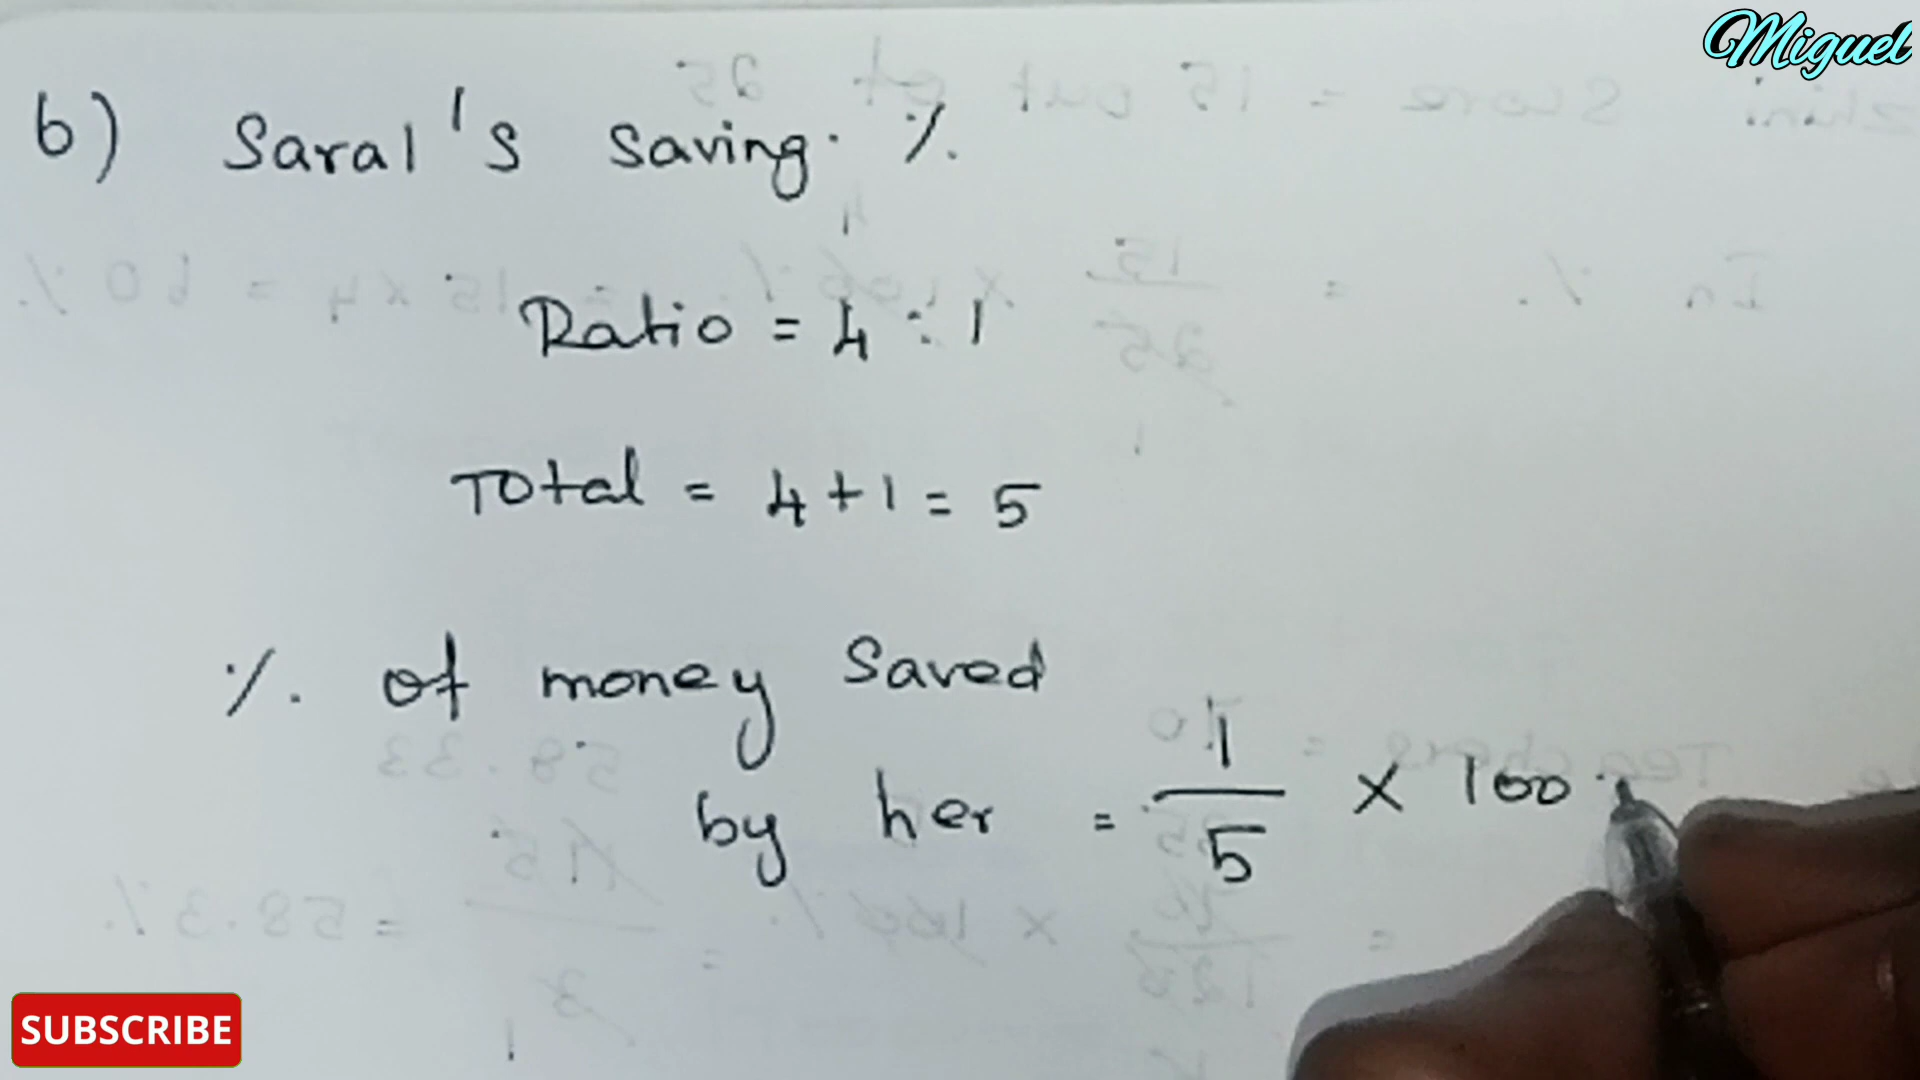 Miguel
b) Saral's saving %.
Ratio = 4 : 1
Total = 4 + 1 = 5
% of money saved
by her = 1/5 × 100
SUBSCRIBE